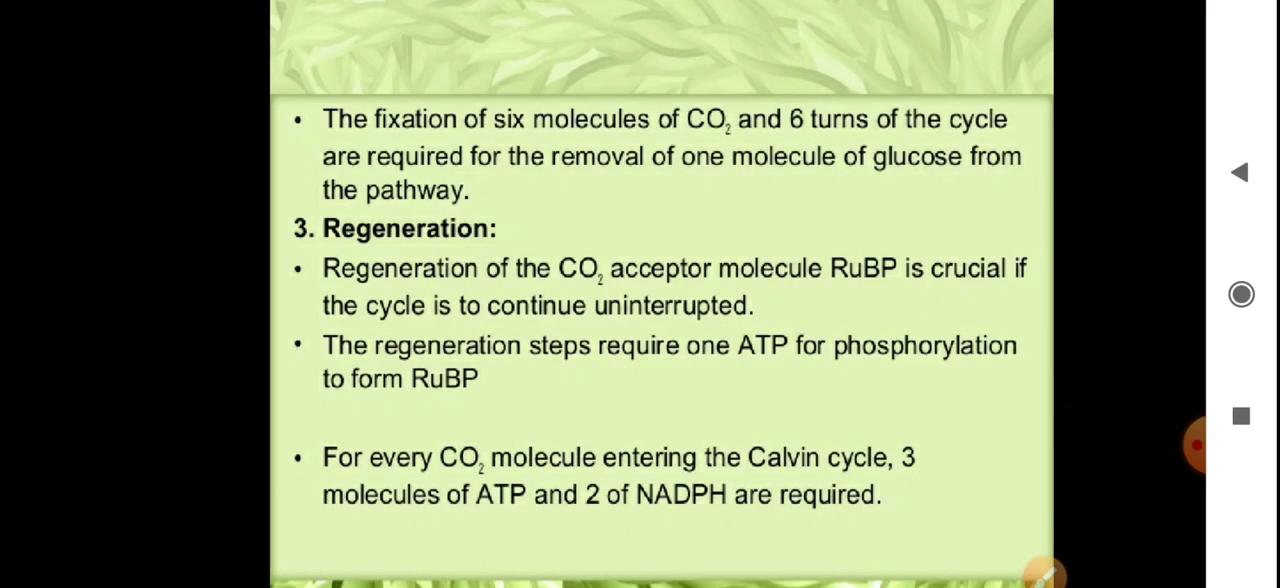 • The fixation of six molecules of CO₂ and 6 turns of the cycle
are required for the removal of one molecule of glucose from
the pathway.
3. Regeneration:
• Regeneration of the CO₂ acceptor molecule RuBP is crucial if
the cycle is to continue uninterrupted.
• The regeneration steps require one ATP for phosphorylation
to form RuBP
• For every CO₂ molecule entering the Calvin cycle, 3
molecules of ATP and 2 of NADPH are required.